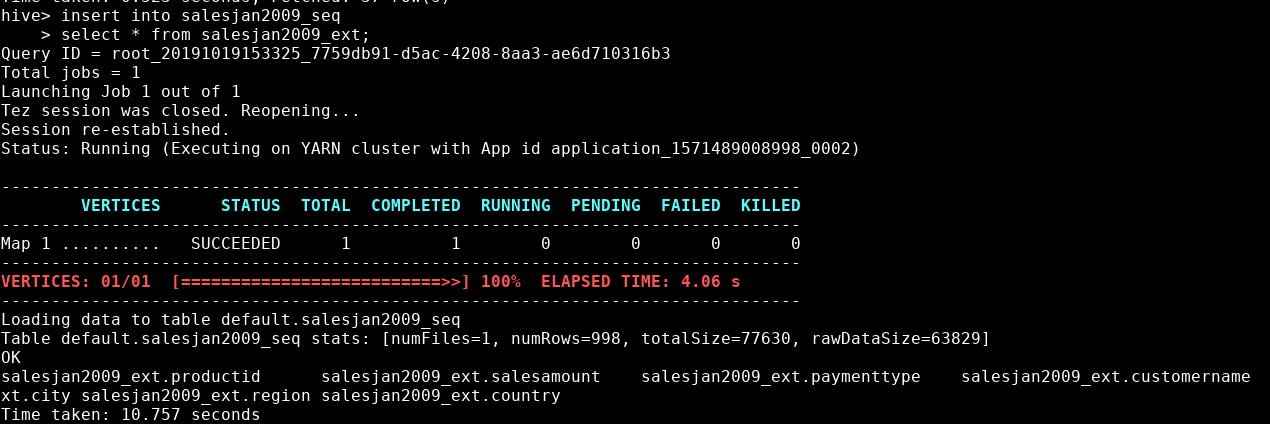 hive> insert into salesjan2009_seq
    > select * from salesjan2009_ext;
Query ID = root_20191019153325_7759db91-d5ac-4208-8aa3-ae6d710316b3
Total jobs = 1
Launching Job 1 out of 1
Tez session was closed. Reopening...
Session re-established.
Status: Running (Executing on YARN cluster with App id application_1571489008998_0002)
--------------------------------------------------------------------------------
        VERTICES      STATUS  TOTAL  COMPLETED  RUNNING  PENDING  FAILED  KILLED
--------------------------------------------------------------------------------
Map 1 ..........   SUCCEEDED      1          1        0        0       0       0
--------------------------------------------------------------------------------
VERTICES: 01/01  [==========================>>] 100%  ELAPSED TIME: 4.06 s
--------------------------------------------------------------------------------
Loading data to table default.salesjan2009_seq
Table default.salesjan2009_seq stats: [numFiles=1, numRows=998, totalSize=77630, rawDataSize=63829]
OK
salesjan2009_ext.productid      salesjan2009_ext.salesamount    salesjan2009_ext.paymenttype    salesjan2009_ext.customername
xt.city salesjan2009_ext.region salesjan2009_ext.country
Time taken: 10.757 seconds